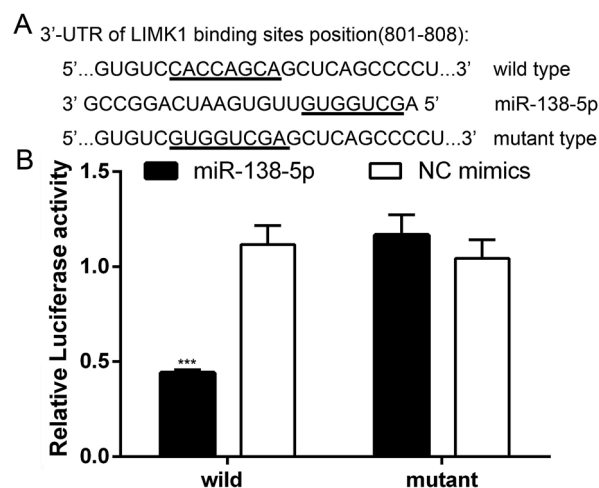 A
3'-UTR of LIMK1 binding sites position(801-808):
5'...GUGUCCACCAGCAGCUCAGCCCCU...3' wild type
3' GCCGGACUAAGUGUUGUGGUCGA 5' miR-138-5p
5'...GUGUCGUGGUCGAGCUCAGCCCCU...3' mutant type
B
miR-138-5p NC mimics
Relative Luciferase activity
1.5
1.0
0.5
0.0
***
wild mutant